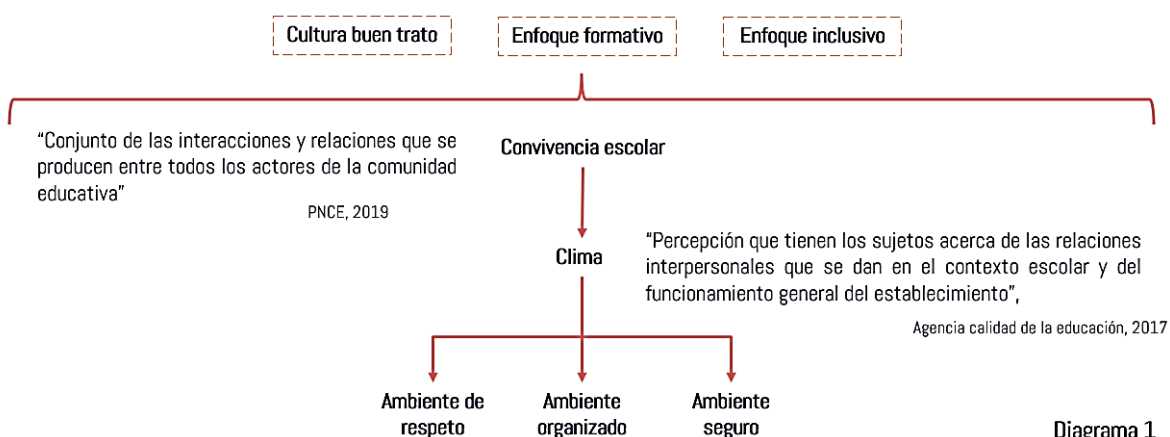 Cultura buen trato
Enfoque formativo
Enfoque inclusivo
“Conjunto de las interacciones y relaciones que se
producen entre todos los actores de la comunidad
educativa”
PNCE, 2019
Convivencia escolar
Clima
“Percepción que tienen los sujetos acerca de las relaciones
interpersonales que se dan en el contexto escolar y del
funcionamiento general del establecimiento”,
Agencia calidad de la educación, 2017
Ambiente de
respeto
Ambiente
organizado
Ambiente
seguro
Diagrama 1